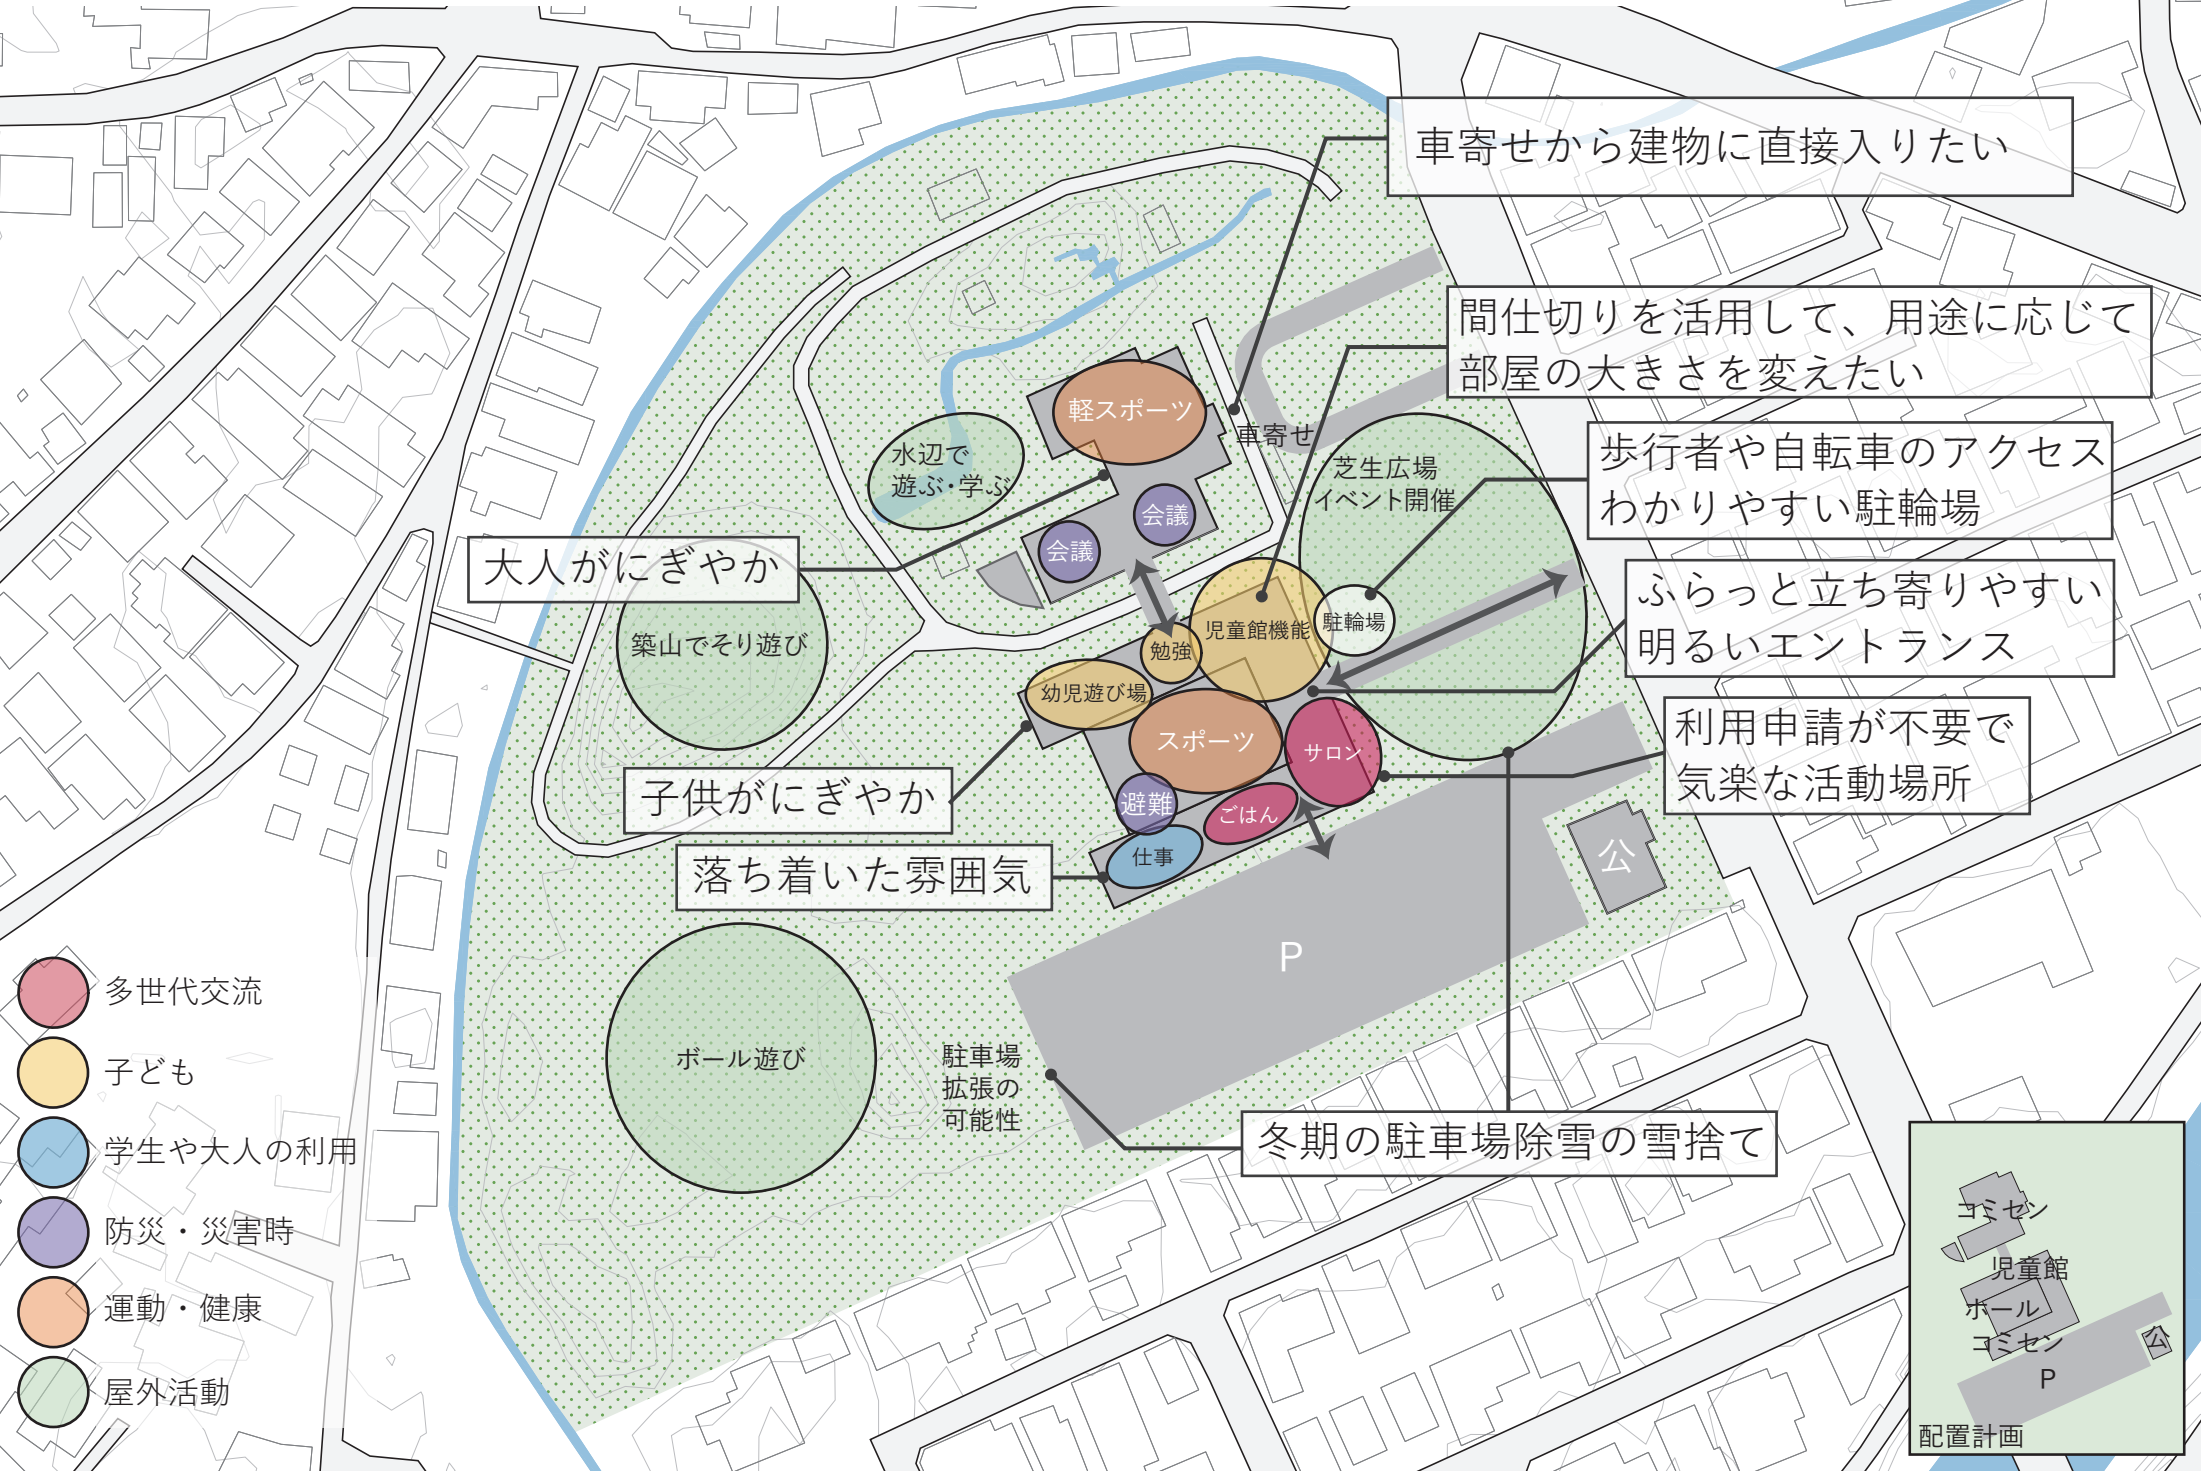 車寄せから建物に直接入りたい
間仕切りを活用して、用途に応じて
部屋の大きさを変えたい
軽スポーツ
車寄せ
水辺で
遊ぶ・学ぶ
芝生広場
イベント開催
歩行者や自転車のアクセス
わかりやすい駐輪場
会議
会議
大人がにぎやか
ふらっと立ち寄りやすい
明るいエントランス
築山でそり遊び
児童館機能
駐輪場
勉強
幼児遊び場
スポーツ
サロン
利用申請が不要で
気楽な活動場所
子供がにぎやか
避難
ごはん
仕事
公
落ち着いた雰囲気
P
ボール遊び
駐車場
拡張の
可能性
冬期の駐車場除雪の雪捨て
多世代交流
子ども
学生や大人の利用
防災・災害時
運動・健康
屋外活動
コミセン
児童館
ホール
コミセン
公
P
配置計画